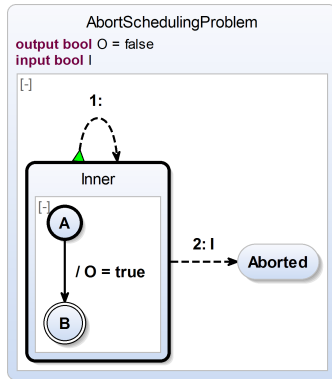 AbortSchedulingProblem
output bool O = false
input bool I
[-]
1:
Inner
[-]
A
/ O = true
B
2: I
Aborted